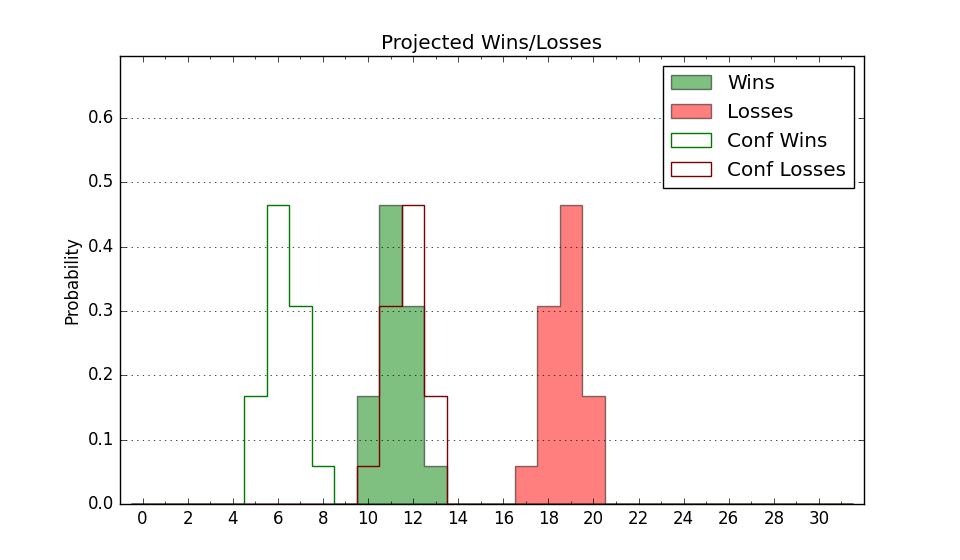 Projected Wins/Losses
Wins
Losses
Conf Wins
Conf Losses
Probability
0.6
0.5
0.4
0.3
0.2
0.1
0.0
0 2 4 6 8 10 12 14 16 18 20 22 24 26 28 30